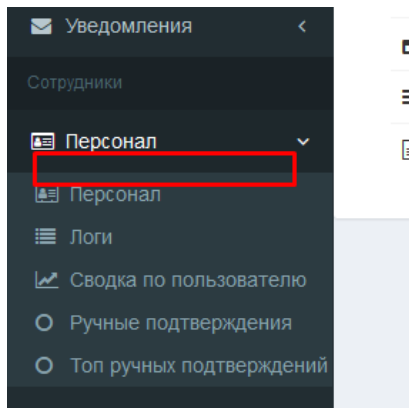 Уведомления
Сотрудники
Персонал
Персонал
Логи
Сводка по пользователю
Ручные подтверждения
Топ ручных подтверждений